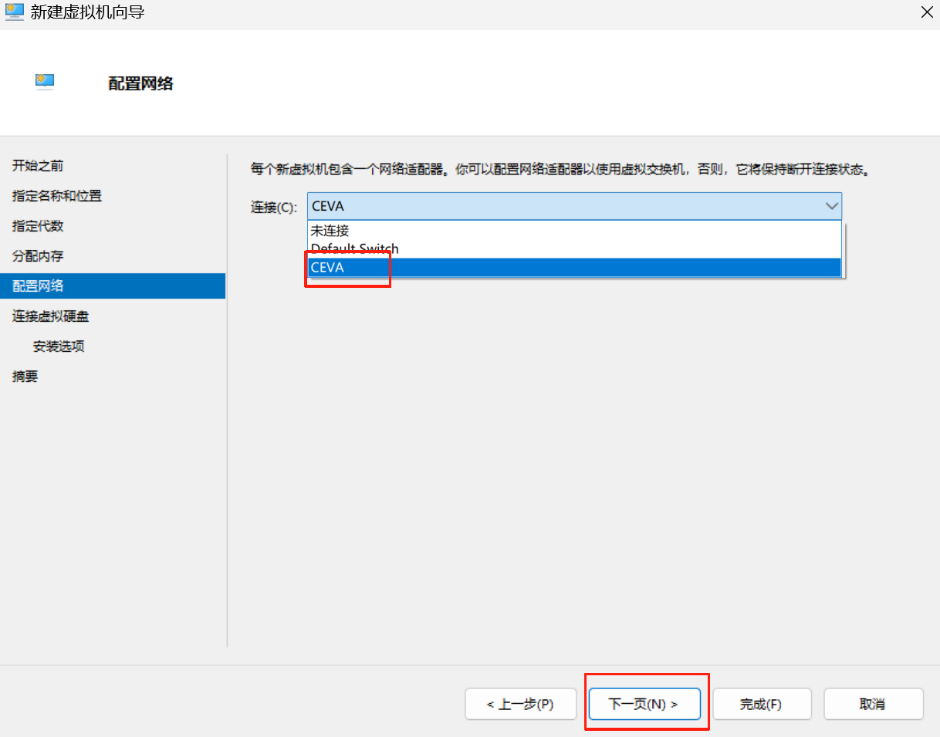 新建虚拟机向导
配置网络
开始之前
指定名称和位置
指定代数
分配内存
配置网络
连接虚拟硬盘
安装选项
摘要
每个新虚拟机包含一个网络适配器。你可以配置网络适配器以使用虚拟交换机，否则，它将保持断开连接状态。
连接(C): CEVA
未连接
Default Switch
CEVA
< 上一步(P) 下一页(N) > 完成(F) 取消